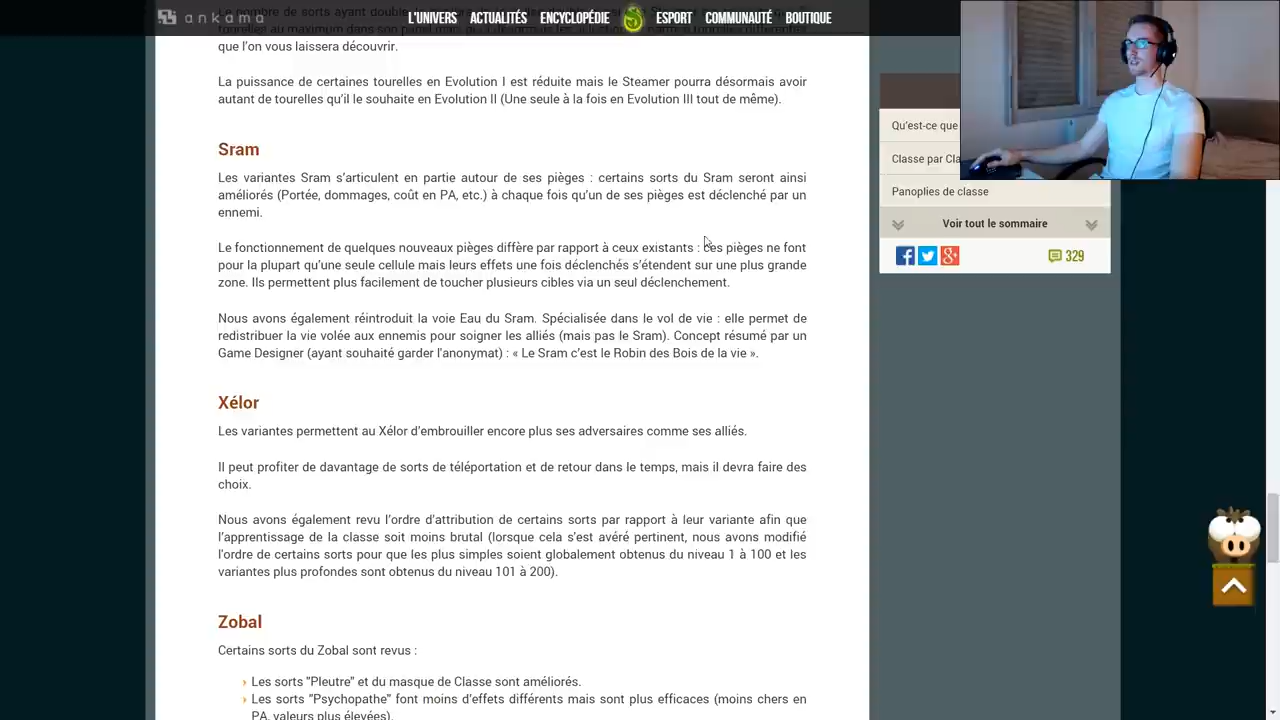 ankama
L'UNIVERS ACTUALITÉS ENCYCLOPÉDIE ESPORT COMMUNAUTÉ BOUTIQUE
que l'on vous laissera découvrir.
La puissance de certaines tourelles en Evolution I est réduite mais le Steamer pourra désormais avoir
autant de tourelles qu'il le souhaite en Evolution II (Une seule à la fois en Evolution III tout de même).
Sram
Les variantes Sram s'articulent en partie autour de ses pièges : certains sorts du Sram seront ainsi
améliorés (Portée, dommages, coût en PA, etc.) à chaque fois qu'un de ses pièges est déclenché par un
ennemi.
Le fonctionnement de quelques nouveaux pièges diffère par rapport à ceux existants : ces pièges ne font
pour la plupart qu'une seule cellule mais leurs effets une fois déclenchés s'étendent sur une plus grande
zone. Ils permettent plus facilement de toucher plusieurs cibles via un seul déclenchement.
Nous avons également réintroduit la voie Eau du Sram. Spécialisée dans le vol de vie : elle permet de
redistribuer la vie volée aux ennemis pour soigner les alliés (mais pas le Sram). Concept résumé par un
Game Designer (ayant souhaité garder l'anonymat) : « Le Sram c'est le Robin des Bois de la vie ».
Xélor
Les variantes permettent au Xélor d'embrouiller encore plus ses adversaires comme ses alliés.
Il peut profiter de davantage de sorts de téléportation et de retour dans le temps, mais il devra faire des
choix.
Nous avons également revu l'ordre d'attribution de certains sorts par rapport à leur variante afin que
l'apprentissage de la classe soit moins brutal (lorsque cela s'est avéré pertinent, nous avons modifié
l'ordre de certains sorts pour que les plus simples soient globalement obtenus du niveau 1 à 100 et les
variantes plus profondes sont obtenus du niveau 101 à 200).
Zobal
Certains sorts du Zobal sont revus :
› Les sorts "Pleutre" et du masque de Classe sont améliorés.
› Les sorts "Psychopathe" font moins d'effets différents mais sont plus efficaces (moins chers en
PA, valeurs plus élevées).
Qu'est-ce que
Classe par Cla
Panoplies de classe
Voir tout le sommaire
329